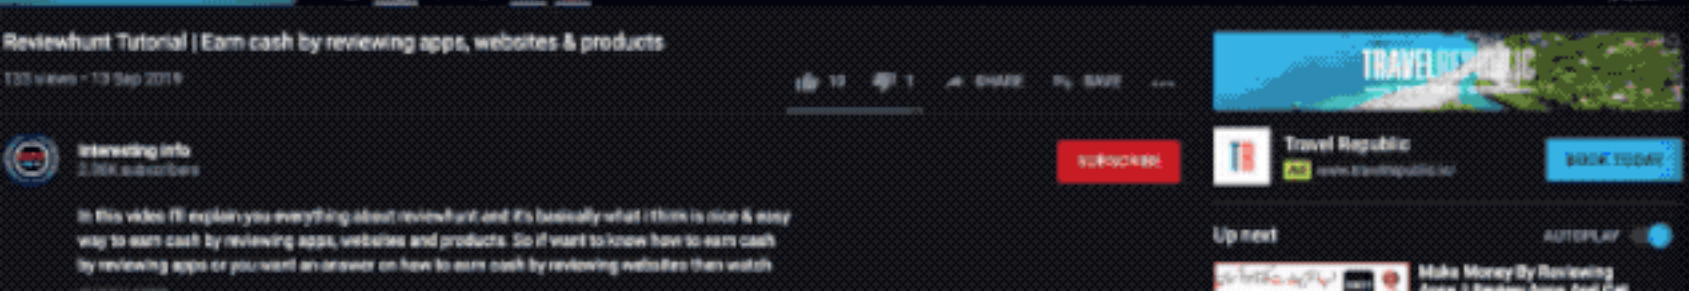 Reviewhunt Tutorial | Earn cash by reviewing apps, websites & products
views • 13 Sep 2019
1
SHARE
SAVE
Interesting info
subscribers
SUBSCRIBE
In this video I'll explain you everything about reviewhunt and it's basically what i think is nice & easy
way to earn cash by reviewing apps, websites and products. So if want to know how to earn cash
by reviewing apps or you want an answer on how to earn cash by reviewing websites then watch
TRAVELREPUBLIC
Travel Republic
Ad
BOOK TODAY
Up next
AUTOPLAY
Make Money By Reviewing